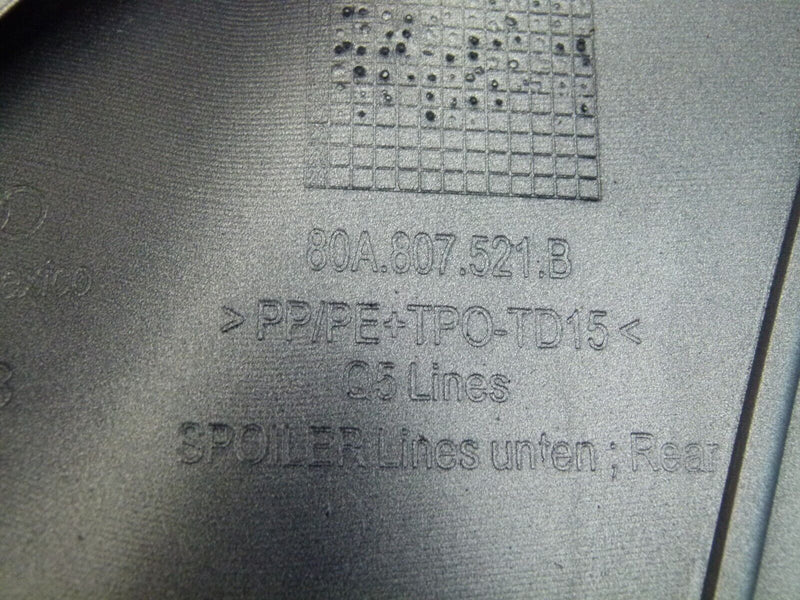 80A.807.521.B
>PP/PE+TPO-TD15<
Q5 Lines
SPOILER Lines unten ; Rear